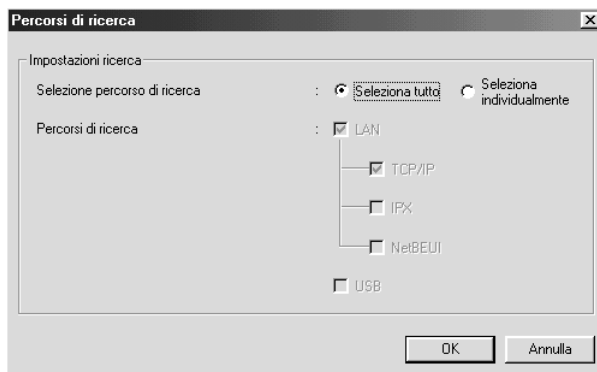 Percorsi di ricerca
Impostazioni ricerca
Selezione percorso di ricerca : Seleziona tutto Seleziona individualmente
Percorsi di ricerca : LAN
TCP/IP
IPX
NetBEUI
USB
OK Annulla